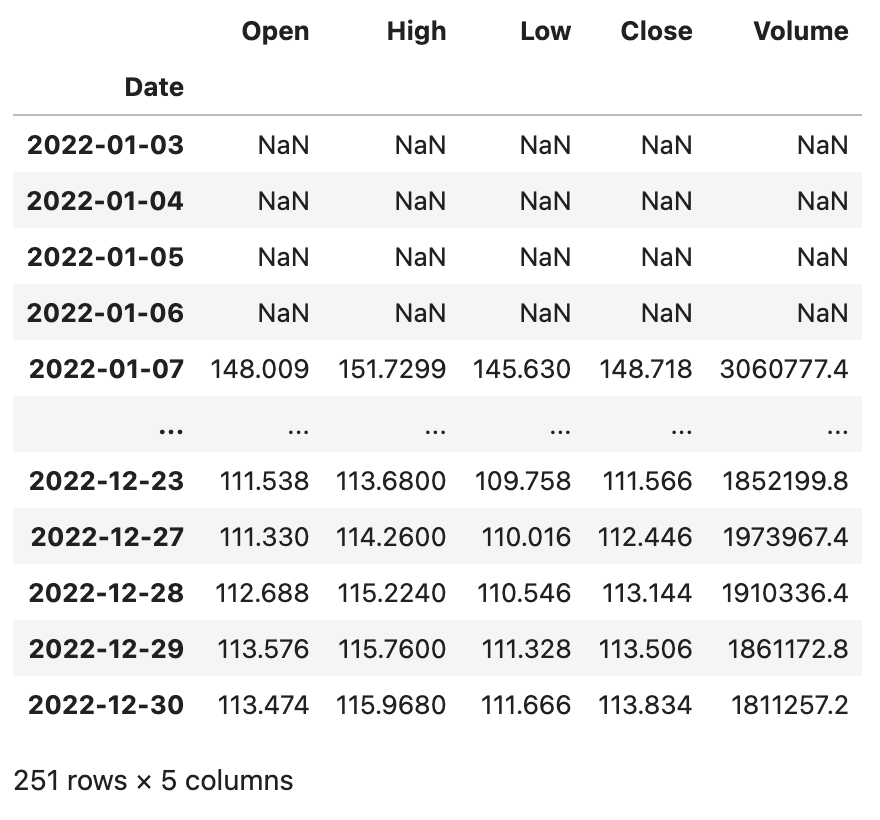 Open High Low Close Volume
Date
2022-01-03 NaN NaN NaN NaN NaN
2022-01-04 NaN NaN NaN NaN NaN
2022-01-05 NaN NaN NaN NaN NaN
2022-01-06 NaN NaN NaN NaN NaN
2022-01-07 148.009 151.7299 145.630 148.718 3060777.4
... ... ... ... ... ...
2022-12-23 111.538 113.6800 109.758 111.566 1852199.8
2022-12-27 111.330 114.2600 110.016 112.446 1973967.4
2022-12-28 112.688 115.2240 110.546 113.144 1910336.4
2022-12-29 113.576 115.7600 111.328 113.506 1861172.8
2022-12-30 113.474 115.9680 111.666 113.834 1811257.2
251 rows × 5 columns